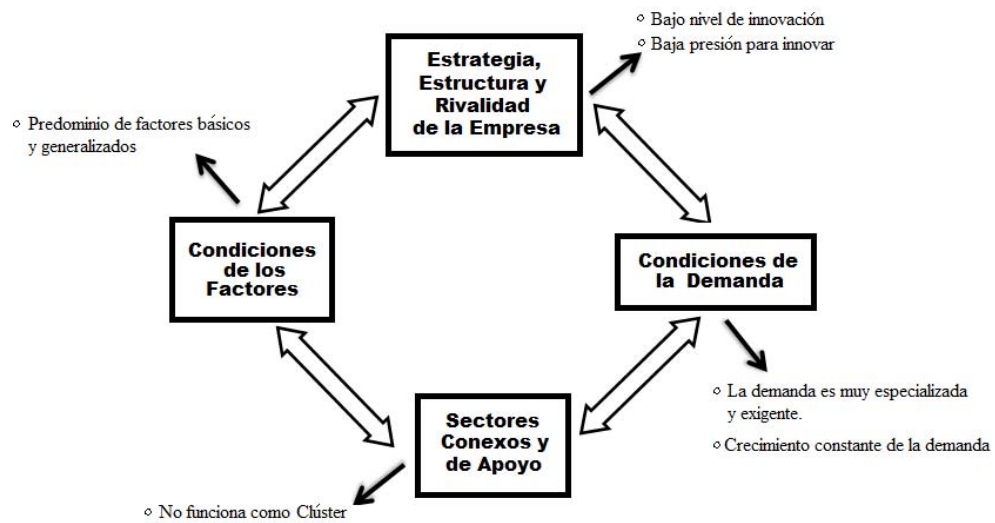 ◦ Bajo nivel de innovación
◦ Baja presión para innovar
Estrategia,
Estructura y
Rivalidad
de la Empresa
◦ Predominio de factores básicos
y generalizados
Condiciones
de los
Factores
Condiciones de
la Demanda
◦ La demanda es muy especializada
y exigente.
◦ Crecimiento constante de la demanda
Sectores
Conexos y
de Apoyo
◦ No funciona como Clúster